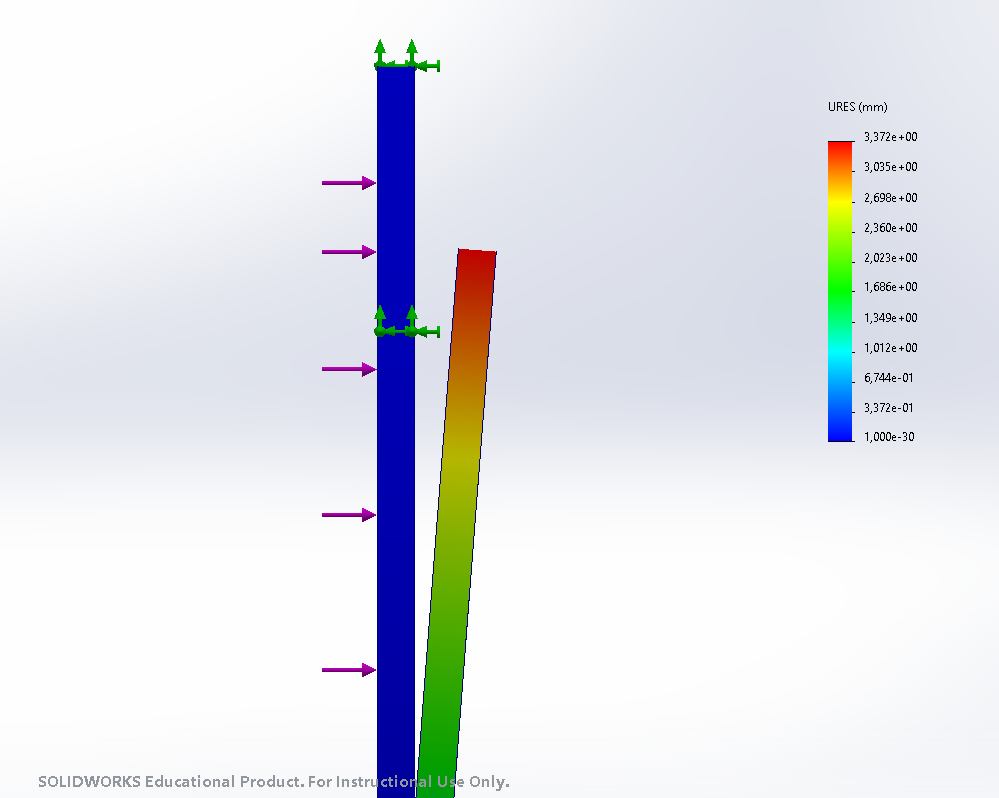 URES (mm)
3,372e+00
3,035e+00
2,698e+00
2,360e+00
2,023e+00
1,686e+00
1,349e+00
1,012e+00
6,744e-01
3,372e-01
1,000e-30
SOLIDWORKS Educational Product. For Instructional Use Only.